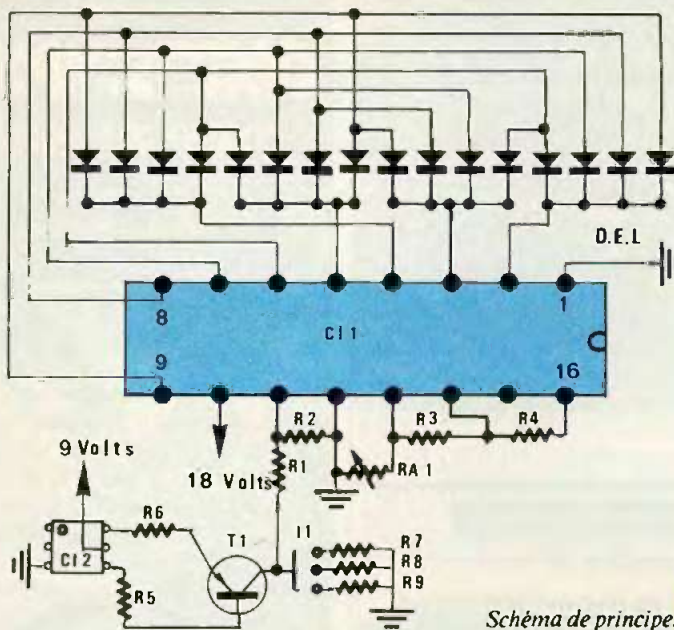 D.E.L
8
1
CI1
9
16
9 Volts
R2
R3
R4
R1
RA1
18 Volts
R6
T1
I1
R7
R8
R9
CI2
R5
Schéma de principe.